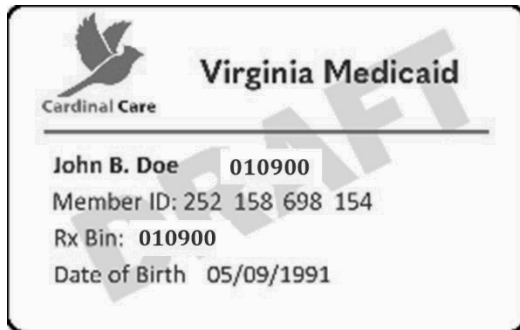 Virginia Medicaid
Cardinal Care
John B. Doe 010900
Member ID: 252 158 698 154
Rx Bin: 010900
Date of Birth 05/09/1991
DRAFT